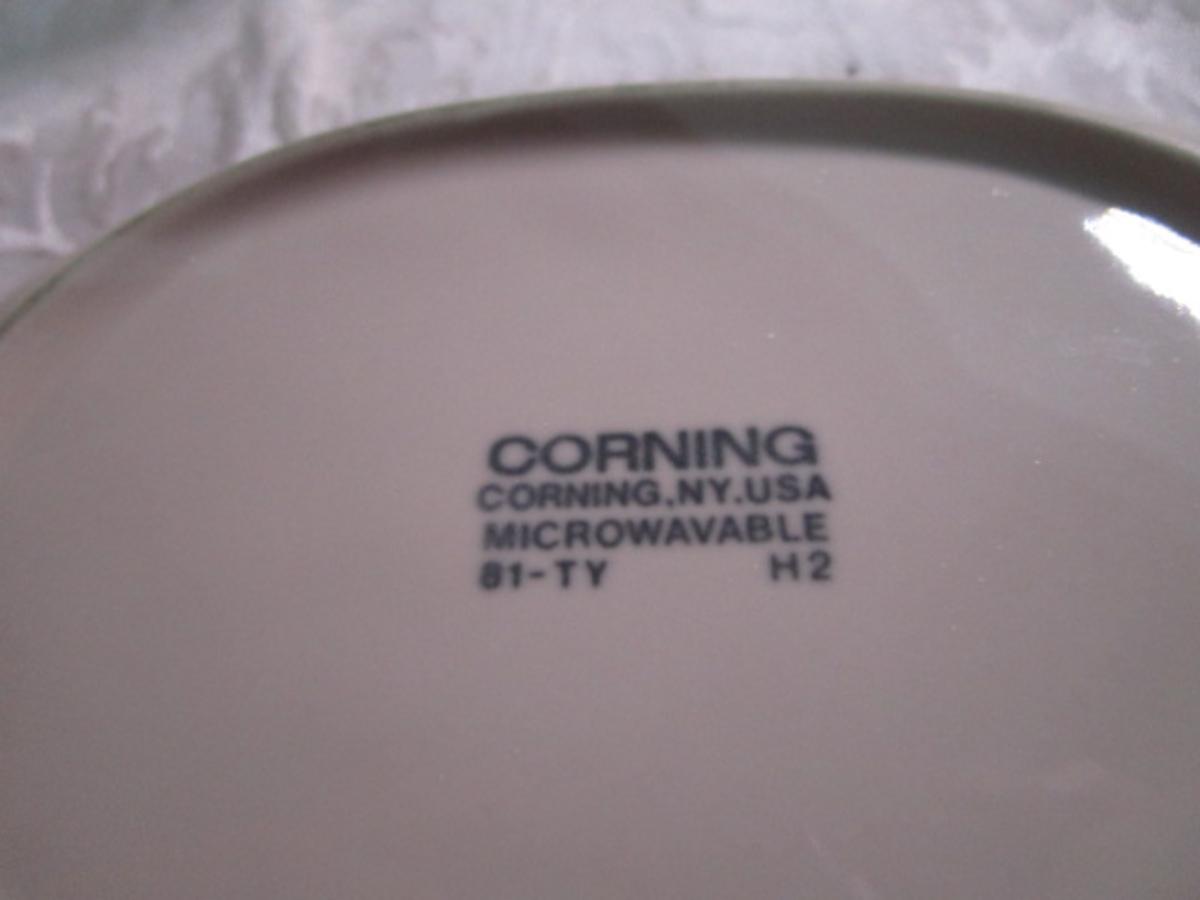 CORNING
CORNING,NY.USA
MICROWAVABLE
81-TY H2